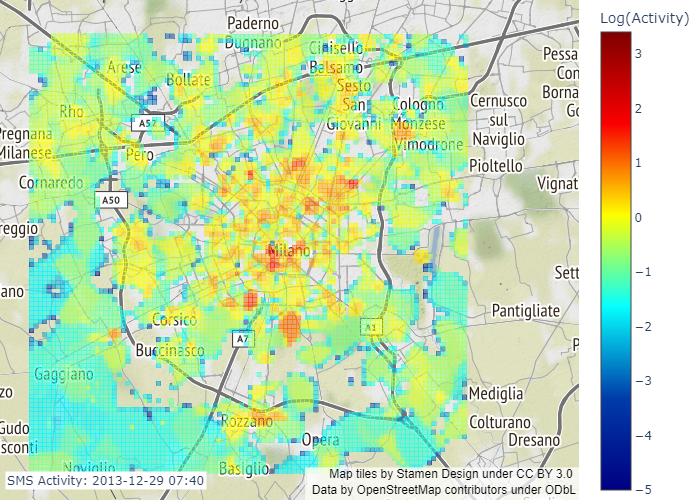 Log(Activity)
Paderno
Dugnano
Cinisello
Balsamo
Arese
Bollate
Sesto
San
Giovanni
Cologno
Monzese
Vimodrone
Rho
A52
Pero
Pregnana
Milanese
Cornaredo
A50
reggio
Cernusco
sul
Naviglio
Pioltello
Pessa
Con
Borna
Go
Vignat
Milano
Sett
ano
Pantigliate
P
Corsico
A7
A1
Buccinasco
Gaggiano
zo
Gudo
sconti
Rozzano
Opera
Mediglia
Colturano
Dresano
Noviglio
Basiglio
SMS Activity: 2013-12-29 07:40
Map tiles by Stamen Design under CC BY 3.0
Data by OpenStreetMap contributors under ODbL
3
2
1
0
−1
−2
−3
−4
−5